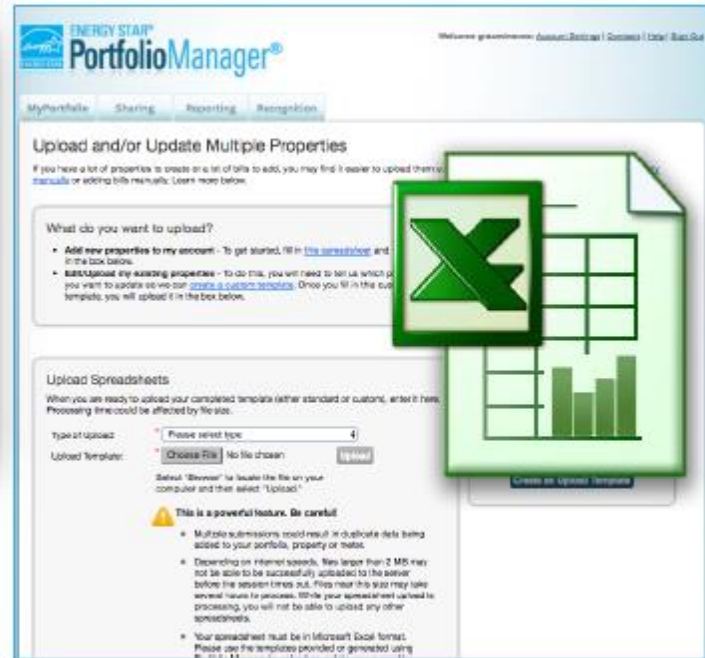 ENERGY STAR®
PortfolioManager®
Account Settings | Contacts | Help | Sign Out
MyPortfolio Sharing Reporting Recognition
Upload and/or Update Multiple Properties
If you have a lot of properties to create or a lot of bills to add, you may find it easier to upload them
manually or adding bills manually. Learn more below.
What do you want to upload?
• Add new properties to my account - To get started, fill in this spreadsheet and
in the box below.
• Edit/Upload my existing properties - To do this, you will need to tell us which
you want to update so we can create a custom template. Once you fill in this
template, you will upload it in the box below.
X
Upload Spreadsheets
When you are ready to upload your completed template (either standard or custom), enter it here.
Processing time could be affected by file size.
Type of Upload: * Please select type
Upload Template: * Choose File No file chosen Upload
Select "Browse" to locate the file on your
computer and then select "Upload."
Create an Upload Template
This is a powerful feature. Be careful!
Multiple submissions could result in duplicate data being
added to your portfolio, property or meter.
Depending on internet speeds, files larger than 2 MB may
not be able to be successfully uploaded to the server
before the session times out. Files near this size may take
several hours to process. While your spreadsheet upload is
processing, you will not be able to upload any other
spreadsheets.
Your spreadsheet must be in Microsoft Excel format.
Please use the templates provided or generated using